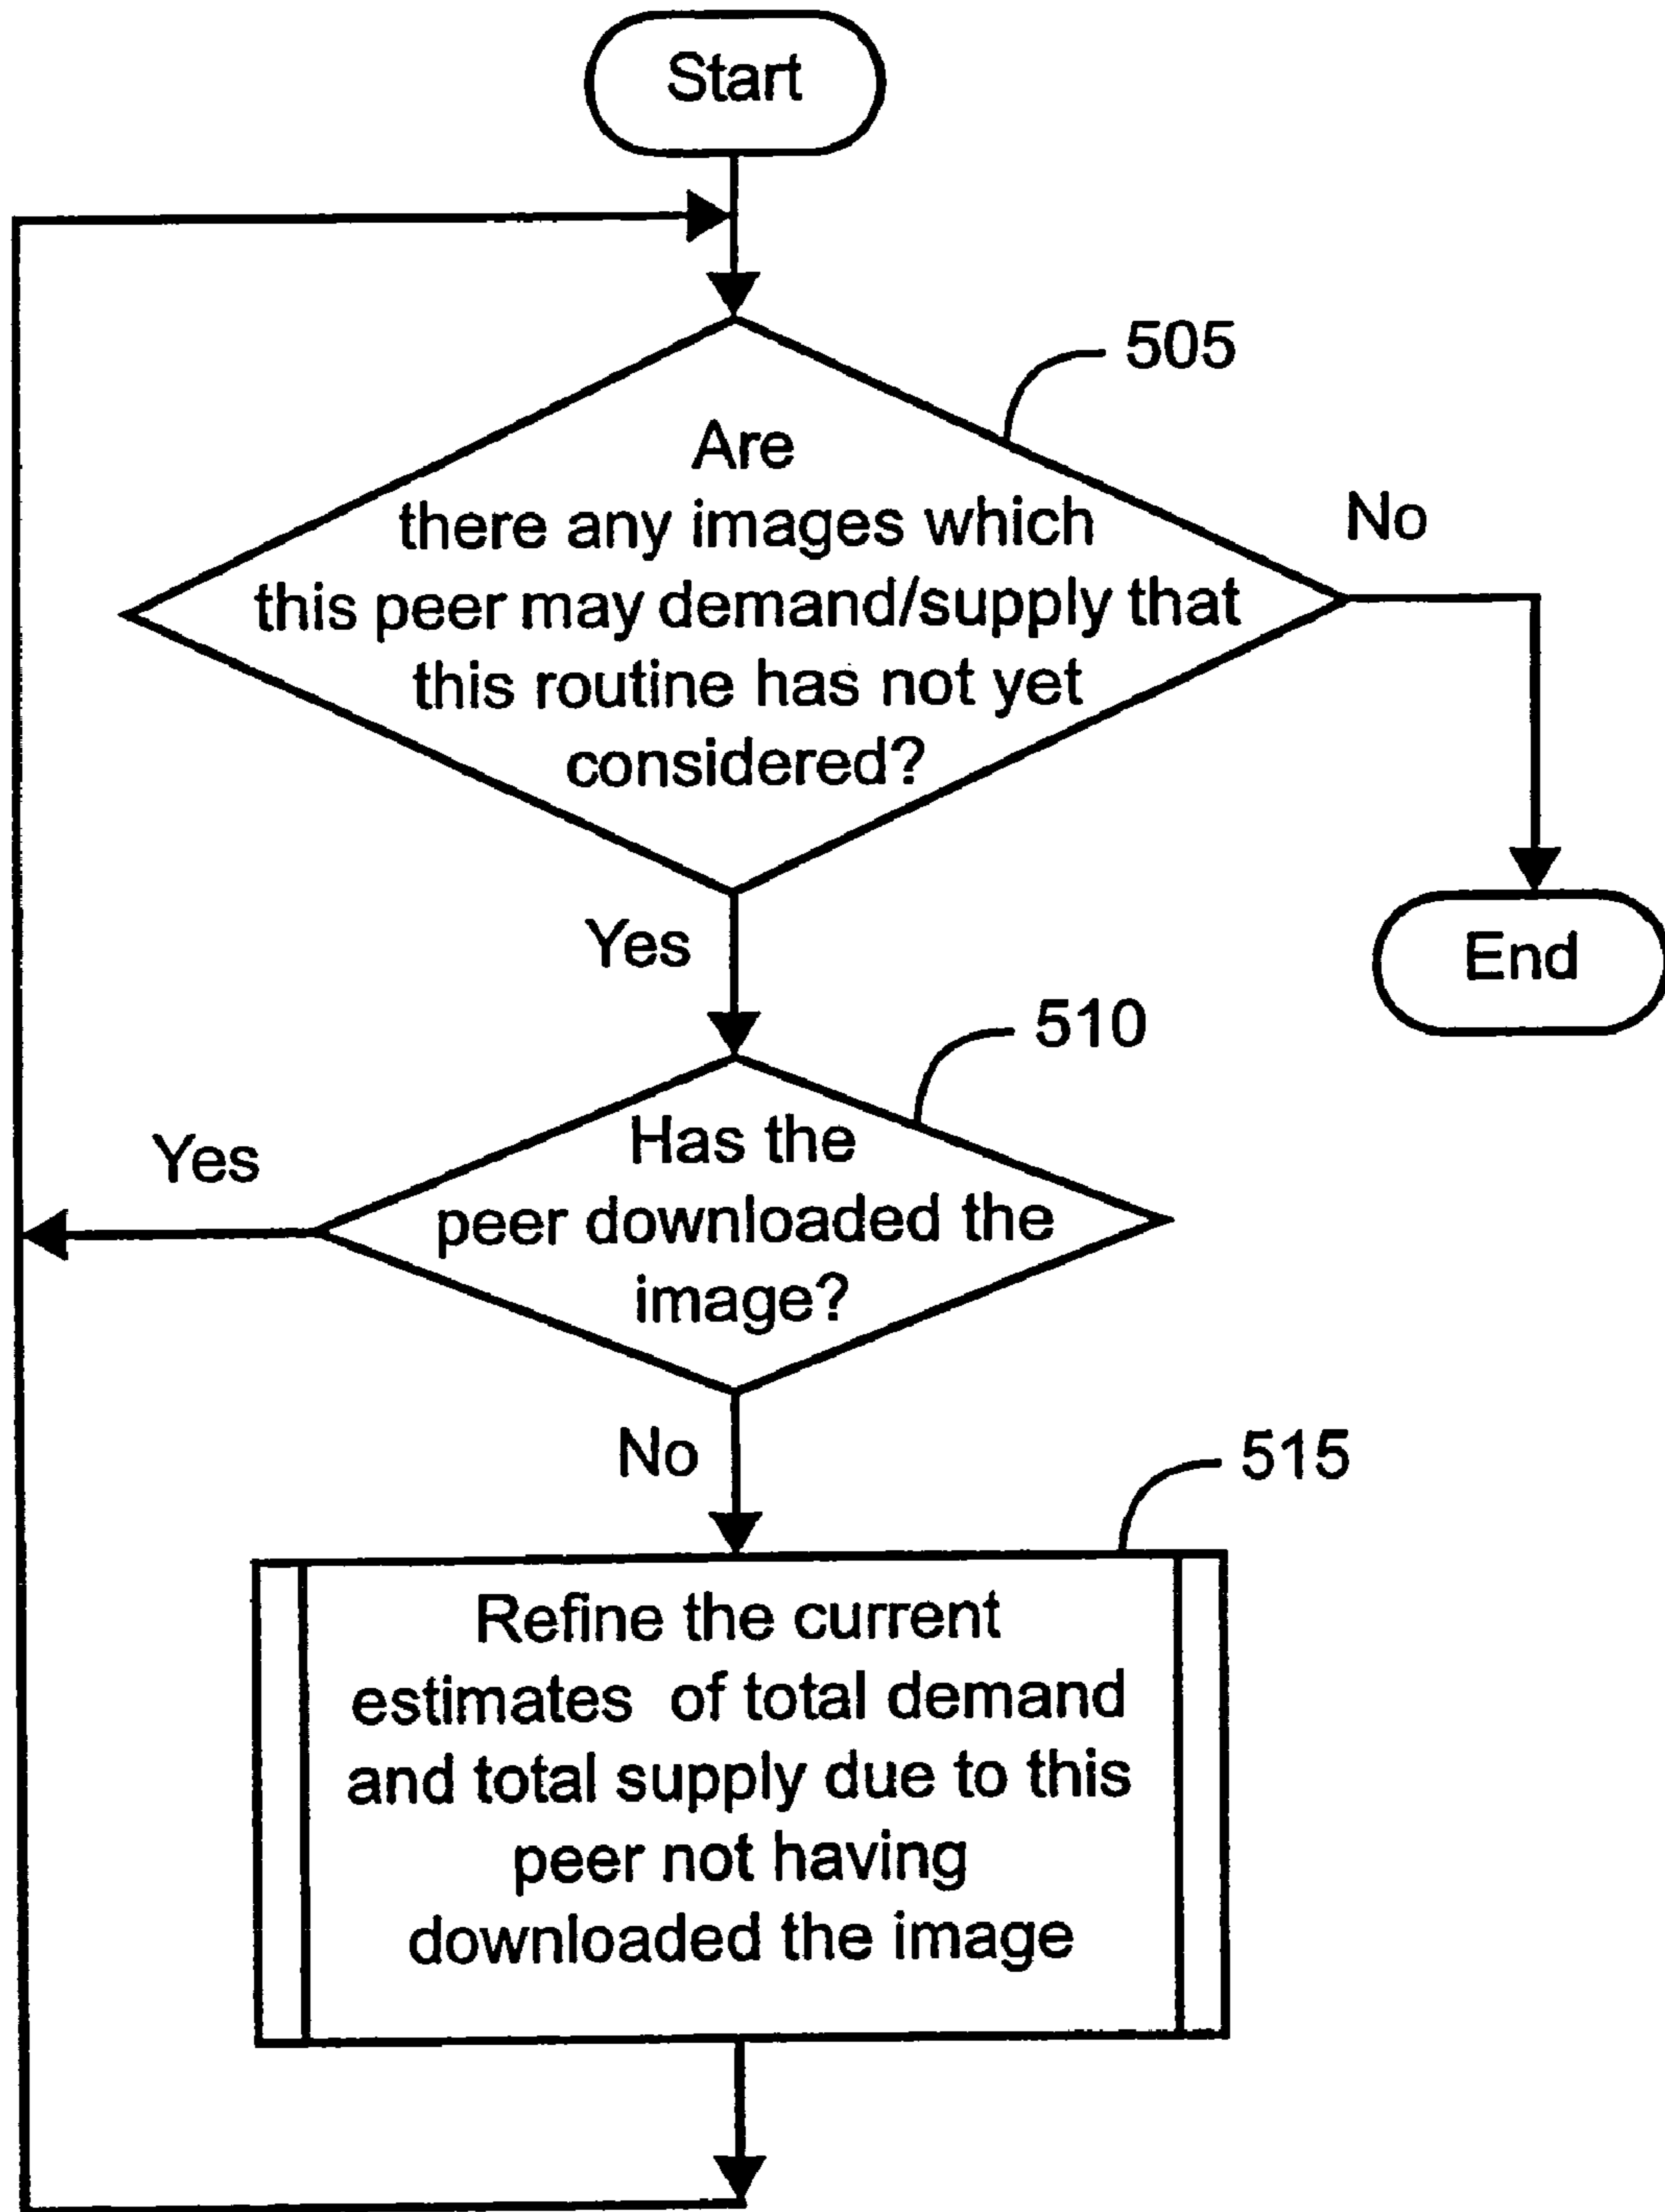 Start
505
Are
there any images which
this peer may demand/supply that
this routine has not yet
considered?
No
Yes
End
510
Has the
peer downloaded the
image?
Yes
No
515
Refine the current
estimates of total demand
and total supply due to this
peer not having
downloaded the image